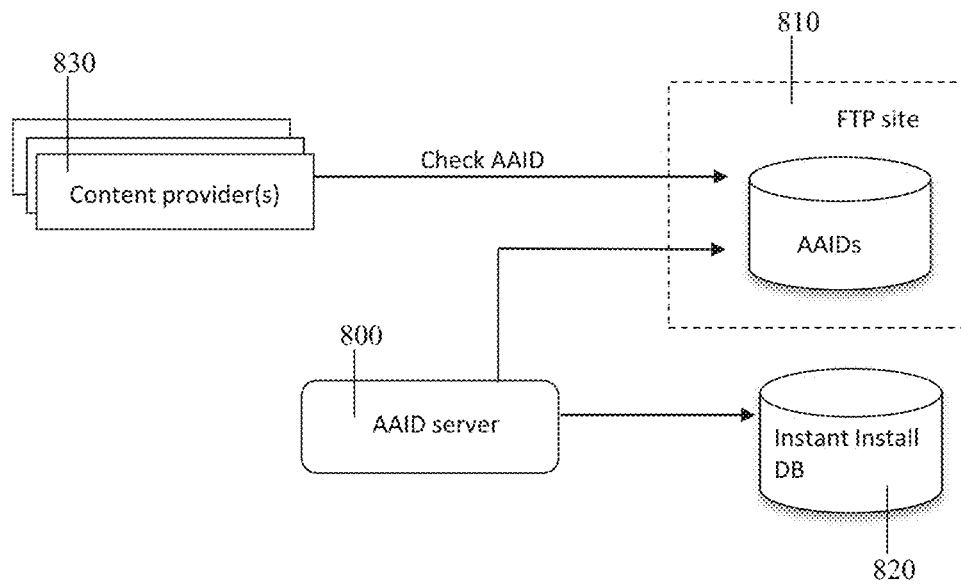 810
830
FTP site
Check AAID
Content provider(s)
AAIDs
800
AAID server
Instant Install
DB
820